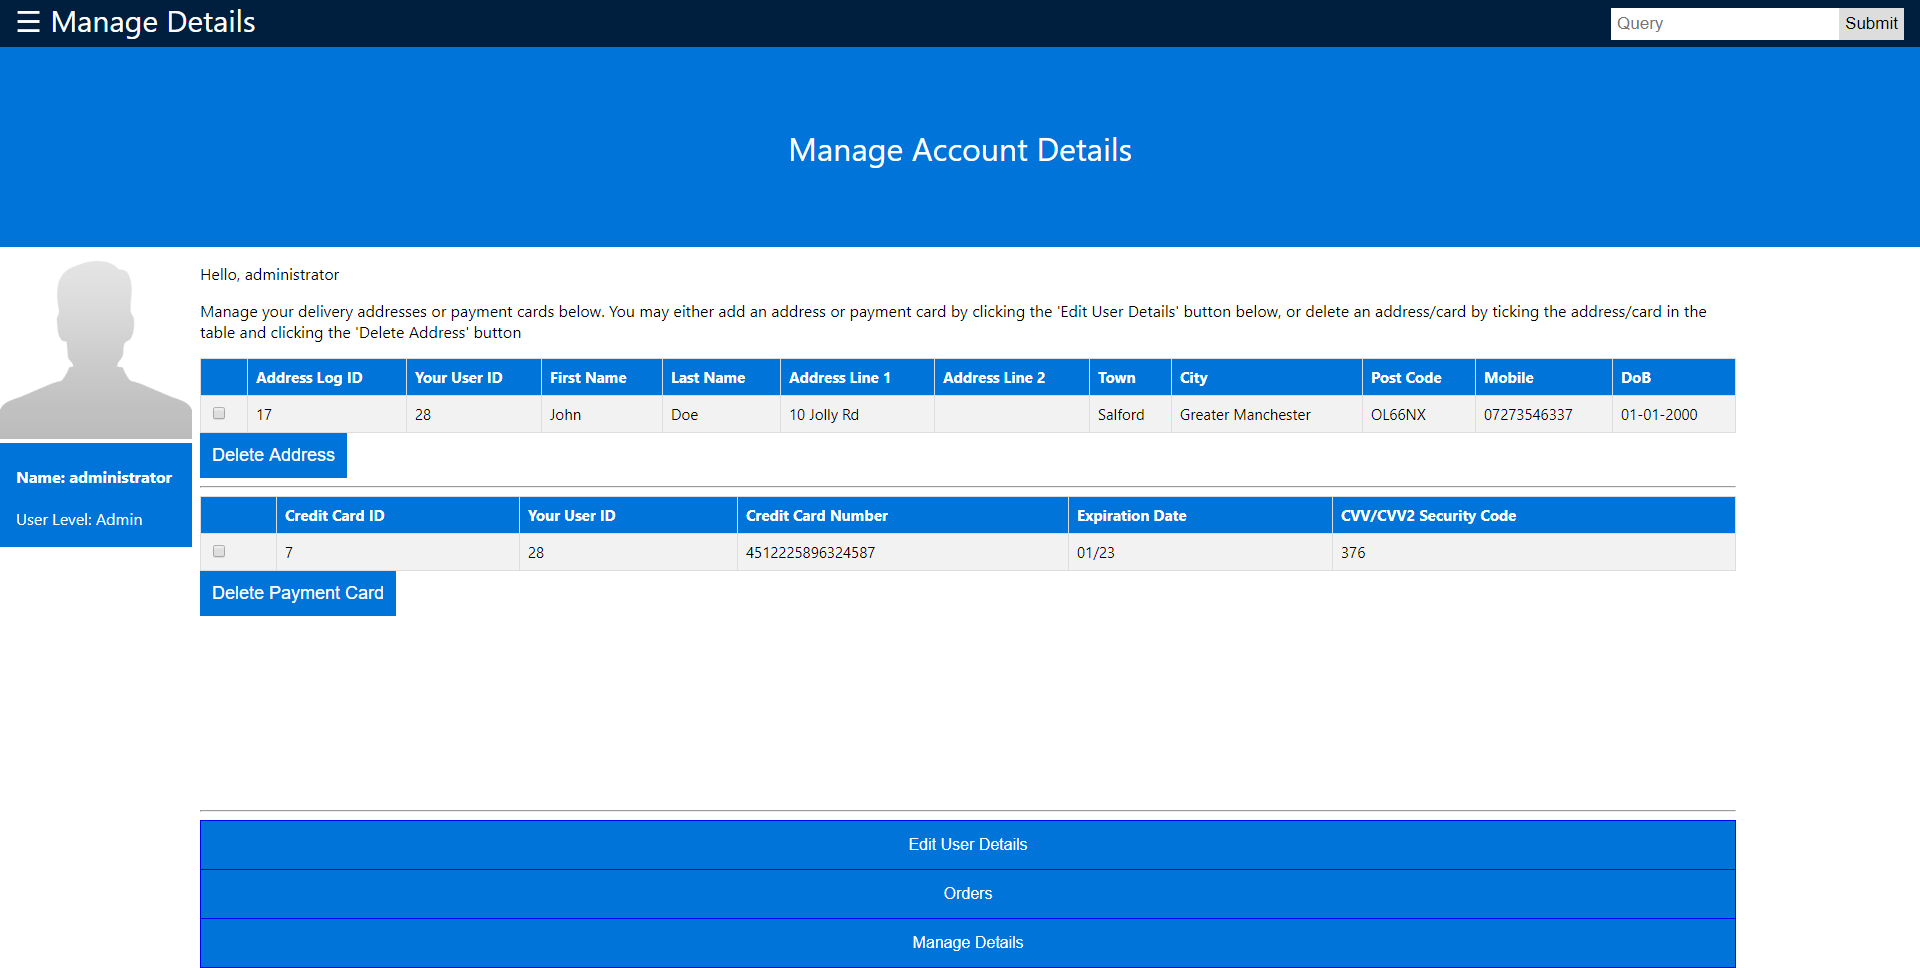 ☰ Manage Details
Query
Submit
Manage Account Details
Hello, administrator
Manage your delivery addresses or payment cards below. You may either add an address or payment card by clicking the 'Edit User Details' button below, or delete an address/card by ticking the address/card in the
table and clicking the 'Delete Address' button
Address Log ID Your User ID First Name Last Name Address Line 1 Address Line 2 Town City Post Code Mobile DoB
17 28 John Doe 10 Jolly Rd Salford Greater Manchester OL66NX 07273546337 01-01-2000
Delete Address
Name: administrator
User Level: Admin
Credit Card ID Your User ID Credit Card Number Expiration Date CVV/CVV2 Security Code
7 28 4512225896324587 01/23 376
Delete Payment Card
Edit User Details
Orders
Manage Details